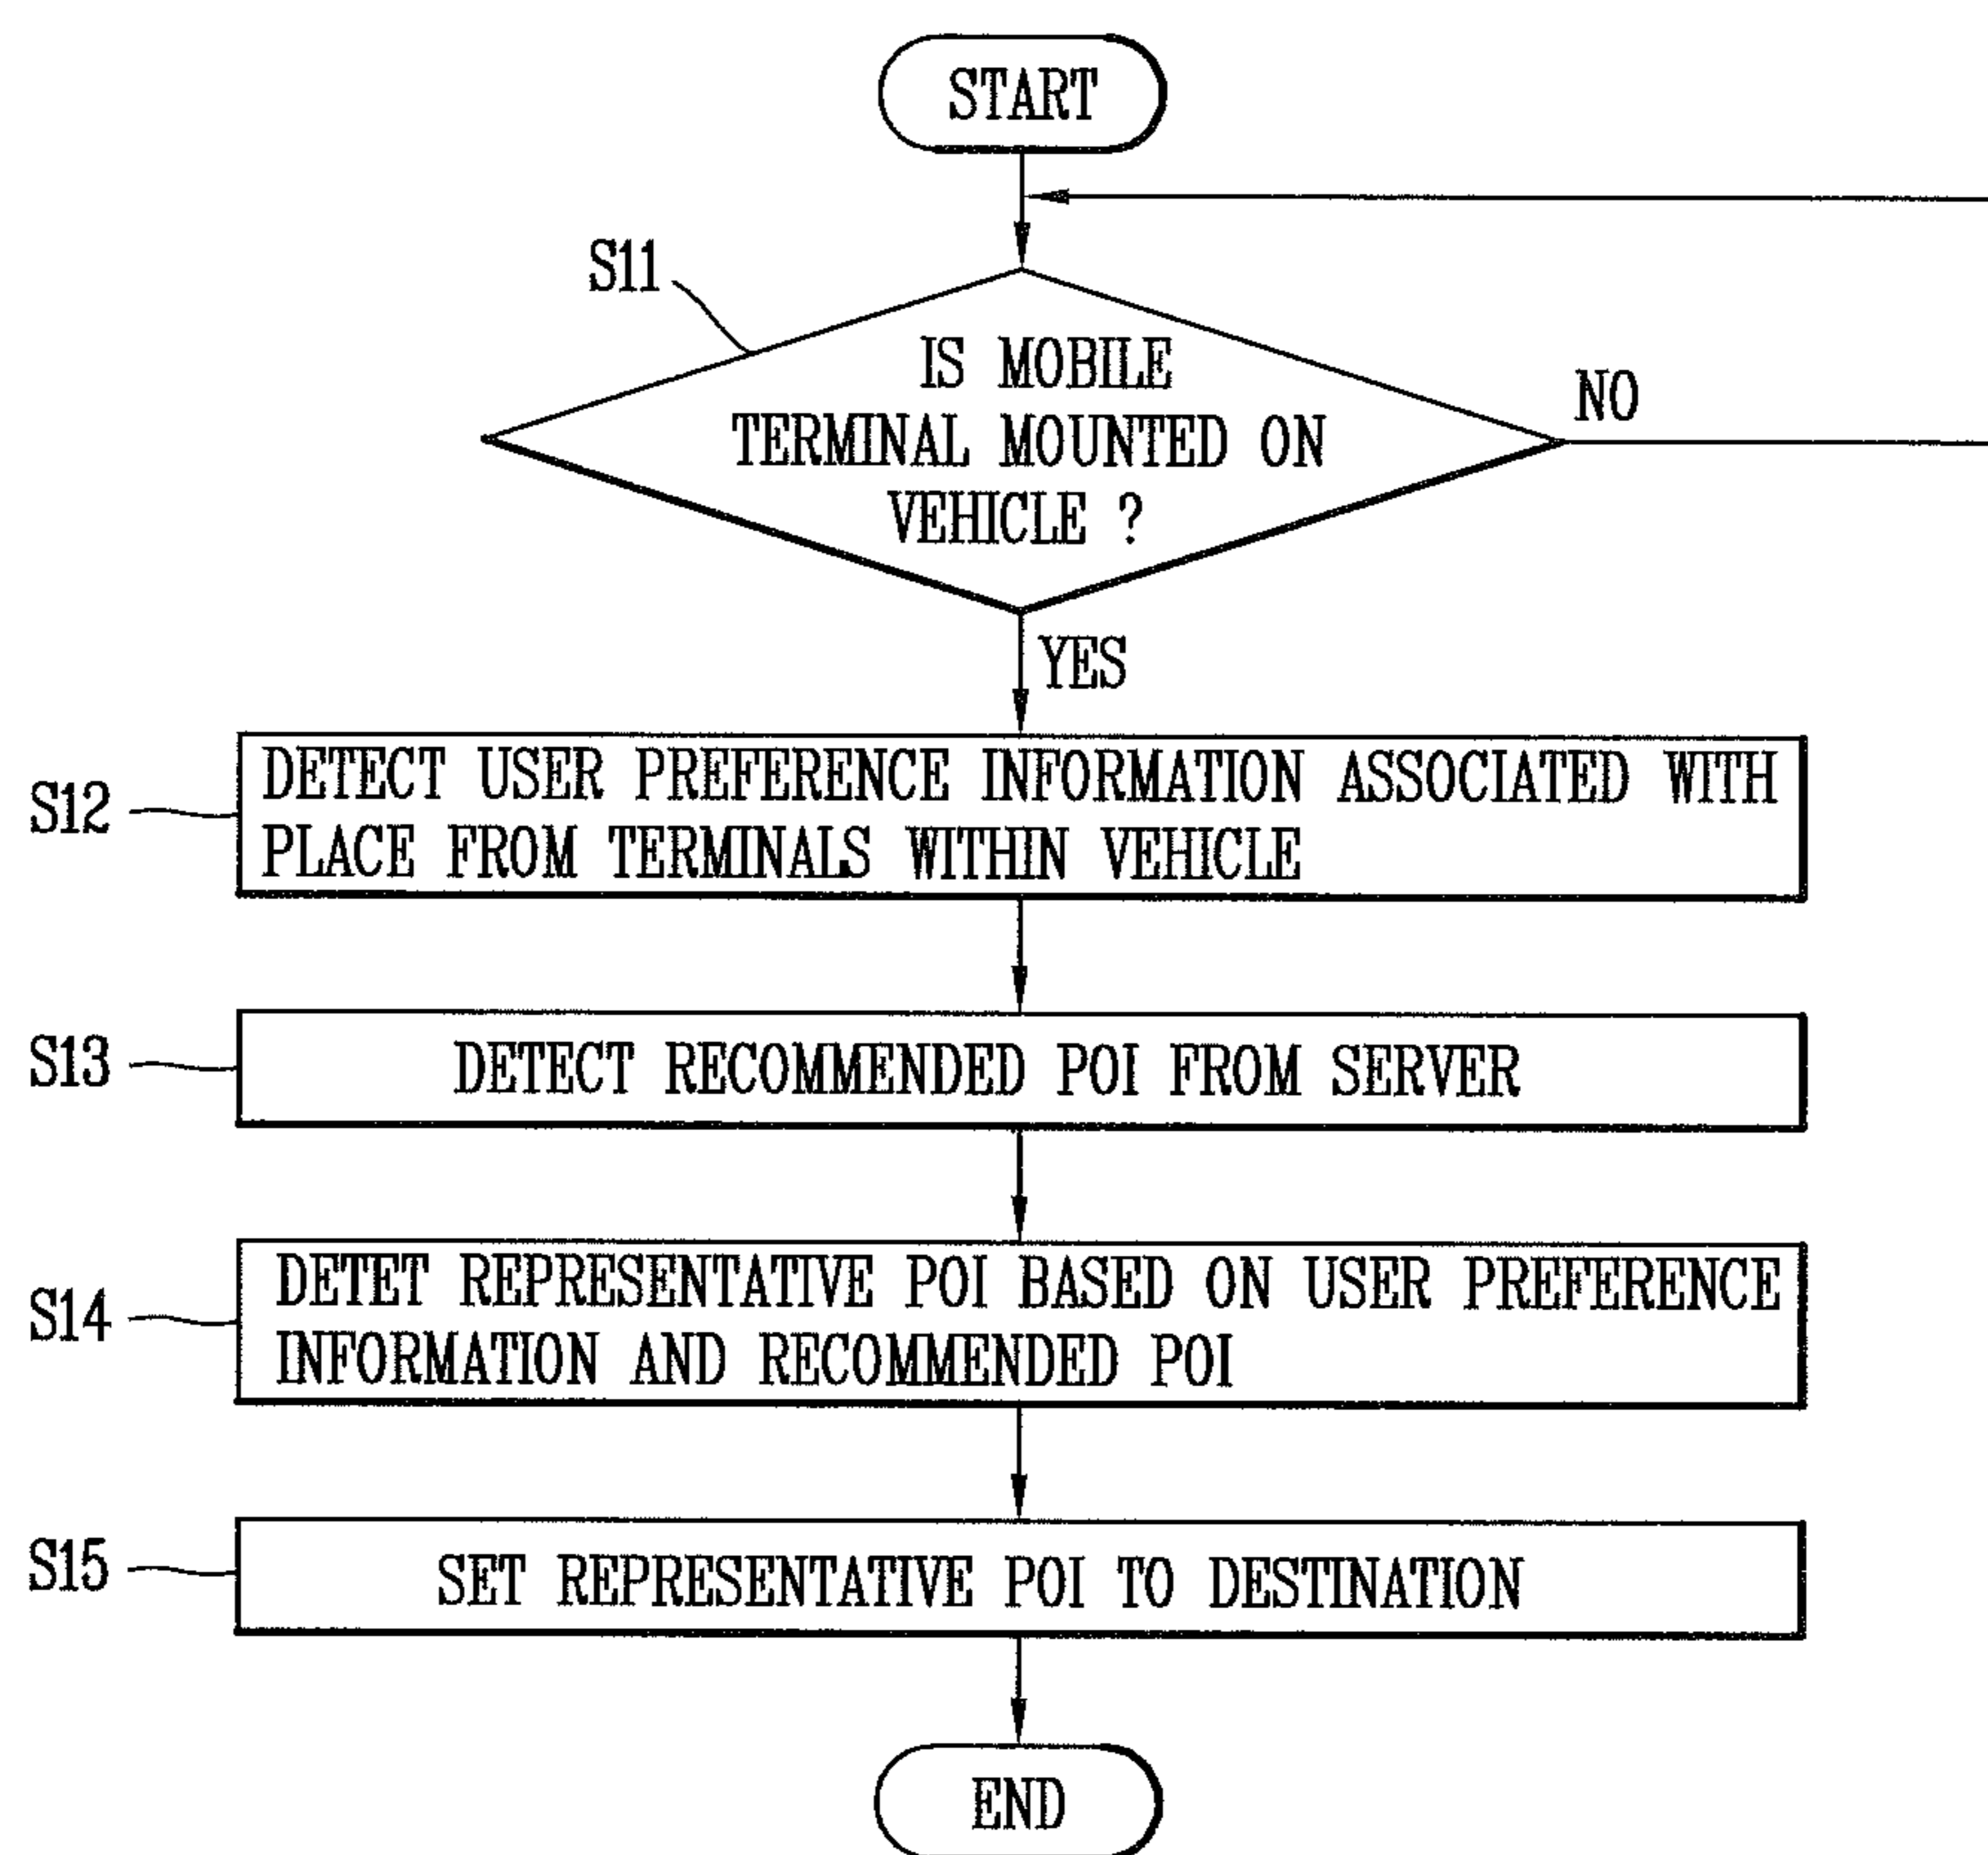 START
S11
IS MOBILE
TERMINAL MOUNTED ON
VEHICLE ?
NO
YES
S12
DETECT USER PREFERENCE INFORMATION ASSOCIATED WITH
PLACE FROM TERMINALS WITHIN VEHICLE
S13
DETECT RECOMMENDED POI FROM SERVER
S14
DETET REPRESENTATIVE POI BASED ON USER PREFERENCE
INFORMATION AND RECOMMENDED POI
S15
SET REPRESENTATIVE POI TO DESTINATION
END